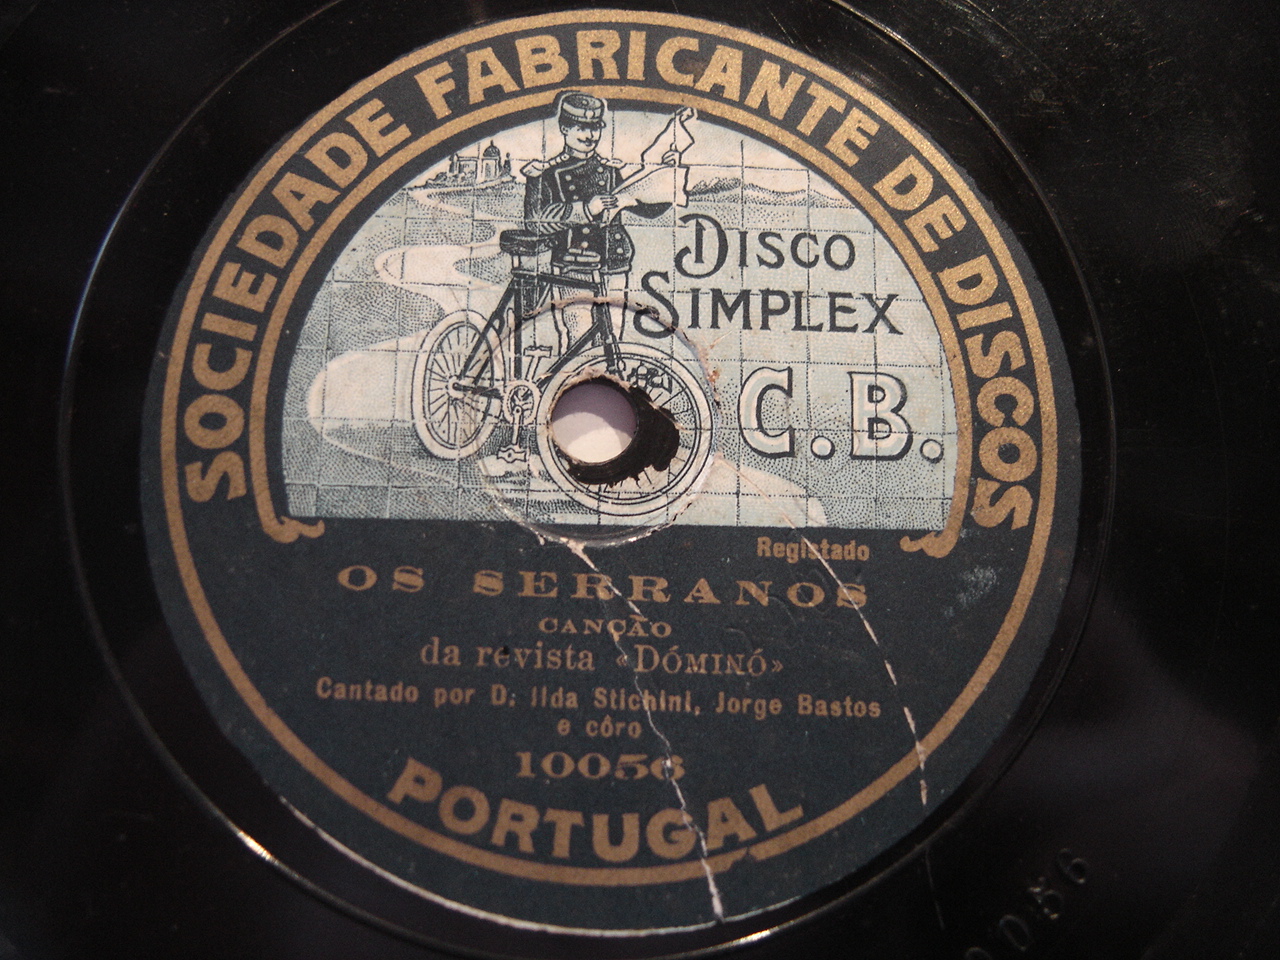 SOCIEDADE FABRICANTE DE DISCOS
DISCO
SIMPLEX
C.B.
Registado
OS SERRANOS
CANÇÃO
da revista «DÓMINÓ»
Cantado por D. Ilda Stichini, Jorge Bastos
e côro
10056
PORTUGAL